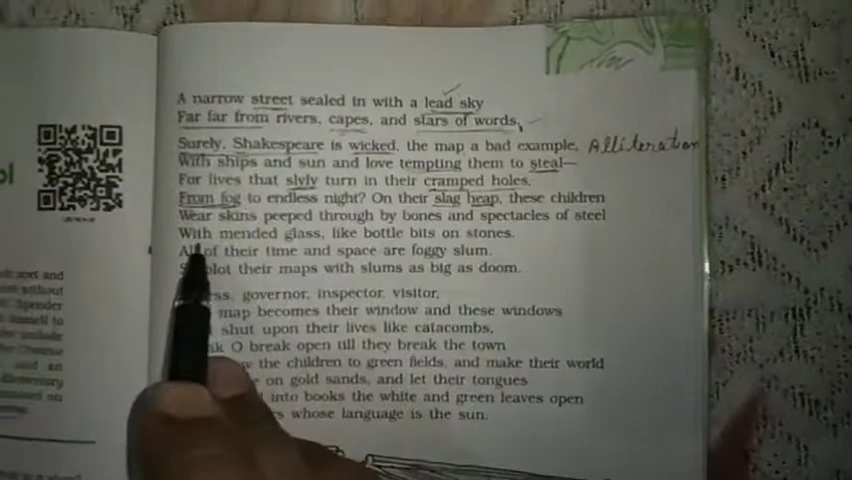 A narrow street sealed in with a lead sky
Far far from rivers, capes, and stars of words.
Surely, Shakespeare is wicked, the map a bad example, Alliteration
With ships and sun and love tempting them to steal—
For lives that slyly turn in their cramped holes
From fog to endless night? On their slag heap, these children
Wear skins peeped through by bones and spectacles of steel
With mended glass, like bottle bits on stones.
All of their time and space are foggy slum.
blot their maps with slums as big as doom.
governor, inspector, visitor,
map becomes their window and these windows
shut upon their lives like catacombs,
O break open till they break the town
the children to green fields, and make their world
on gold sands, and let their tongues
into books the white and green leaves open
whose language is the sun.